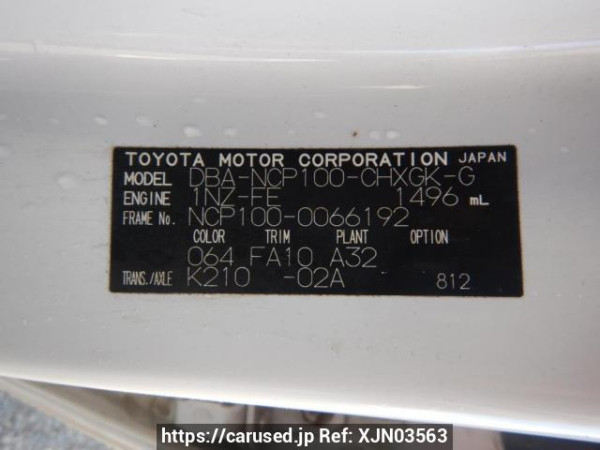 TOYOTA MOTOR CORPORATION JAPAN
MODEL DBA-NCP100-CHXGK-G
ENGINE 1NZ-FE 1496 mL
FRAME No. NCP100-0066192
COLOR TRIM PLANT OPTION
064 FA10 A32
TRANS./AXLE K210 -02A 812
https://carused.jp Ref: XJN03563